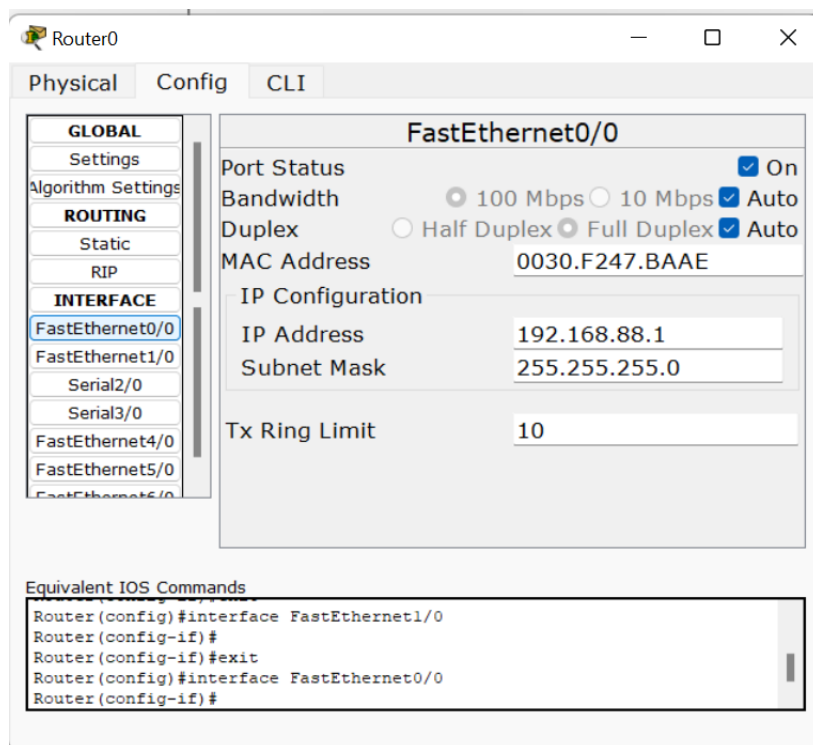 Router0
Physical Config CLI
GLOBAL
Settings
Algorithm Settings
ROUTING
Static
RIP
INTERFACE
FastEthernet0/0
FastEthernet1/0
Serial2/0
Serial3/0
FastEthernet4/0
FastEthernet5/0
FastEthernet6/0
FastEthernet0/0
Port Status On
Bandwidth 100 Mbps 10 Mbps Auto
Duplex Half Duplex Full Duplex Auto
MAC Address 0030.F247.BAAE
IP Configuration
IP Address 192.168.88.1
Subnet Mask 255.255.255.0
Tx Ring Limit 10
Equivalent IOS Commands
Router(config)#interface FastEthernet1/0
Router(config-if)#
Router(config-if)#exit
Router(config)#interface FastEthernet0/0
Router(config-if)#